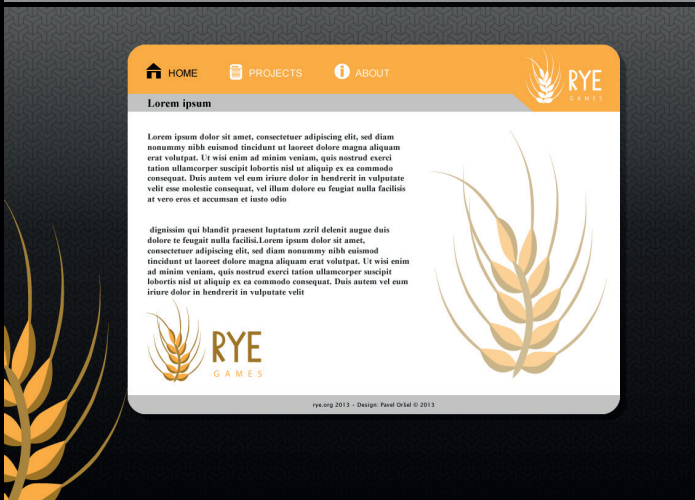 HOME
PROJECTS
ABOUT
RYE
GAMES
Lorem ipsum
Lorem ipsum dolor sit amet, consectetuer adipiscing elit, sed diam
nonummy nibh euismod tincidunt ut laoreet dolore magna aliquam
erat volutpat. Ut wisi enim ad minim veniam, quis nostrud exerci
tation ullamcorper suscipit lobortis nisl ut aliquip ex ea commodo
consequat. Duis autem vel eum iriure dolor in hendrerit in vulputate
velit esse molestie consequat, vel illum dolore eu feugiat nulla facilisis
at vero eros et accumsan et iusto odio
dignissim qui blandit praesent luptatum zzril delenit augue duis
dolore te feugait nulla facilisi.Lorem ipsum dolor sit amet,
consectetuer adipiscing elit, sed diam nonummy nibh euismod
tincidunt ut laoreet dolore magna aliquam erat volutpat. Ut wisi enim
ad minim veniam, quis nostrud exerci tation ullamcorper suscipit
lobortis nisl ut aliquip ex ea commodo consequat. Duis autem vel eum
iriure dolor in hendrerit in vulputate velit
RYE
GAMES
rye.org 2013 - Design: Pavel Oršel © 2013